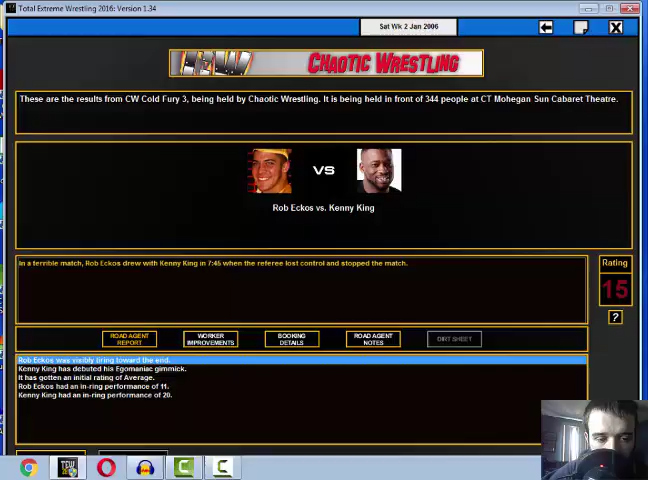 Total Extreme Wrestling 2016: Version 1.34
Sat Wk 2 Jan 2006
CHAOTIC WRESTLING
These are the results from CW Cold Fury 3, being held by Chaotic Wrestling. It is being held in front of 344 people at CT Mohegan Sun Cabaret Theatre.
VS
Rob Eckos vs. Kenny King
In a terrible match, Rob Eckos drew with Kenny King in 7:45 when the referee lost control and stopped the match.
Rating
15
?
ROAD AGENT REPORT
WORKER IMPROVEMENTS
BOOKING DETAILS
ROAD AGENT NOTES
DIRT SHEET
Rob Eckos was visibly tiring toward the end.
Kenny King has debuted his Egomaniac gimmick.
It has gotten an initial rating of Average.
Rob Eckos had an in-ring performance of 11.
Kenny King had an in-ring performance of 20.
TEW